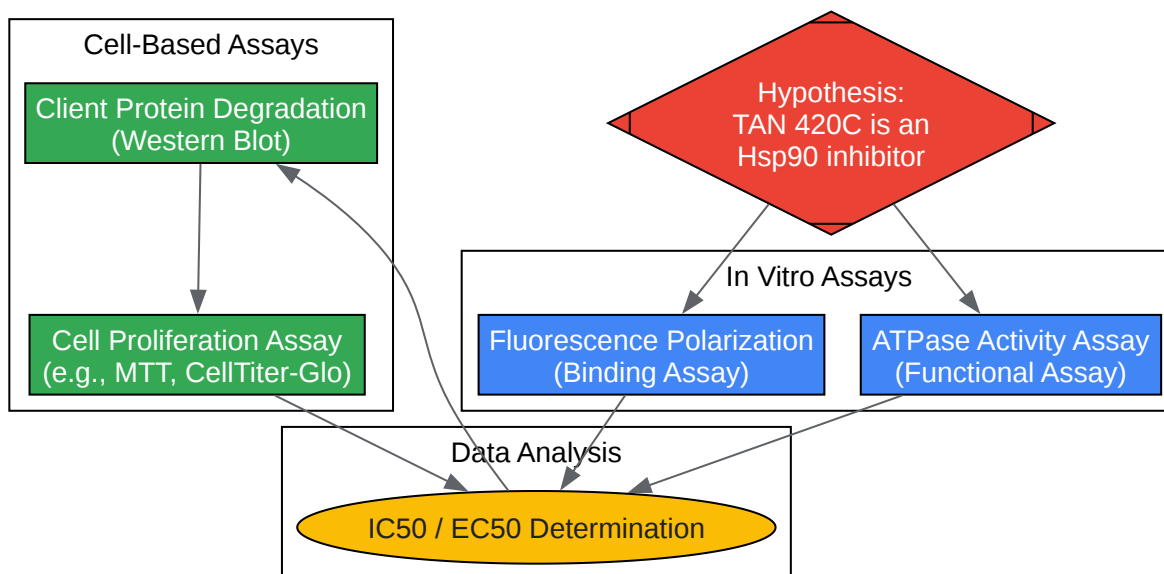 Cell-Based Assays
Client Protein Degradation
(Western Blot)
Cell Proliferation Assay
(e.g., MTT, CellTiter-Glo)
Hypothesis:
TAN 420C is an
Hsp90 inhibitor
In Vitro Assays
Fluorescence Polarization
(Binding Assay)
ATPase Activity Assay
(Functional Assay)
Data Analysis
IC50 / EC50 Determination